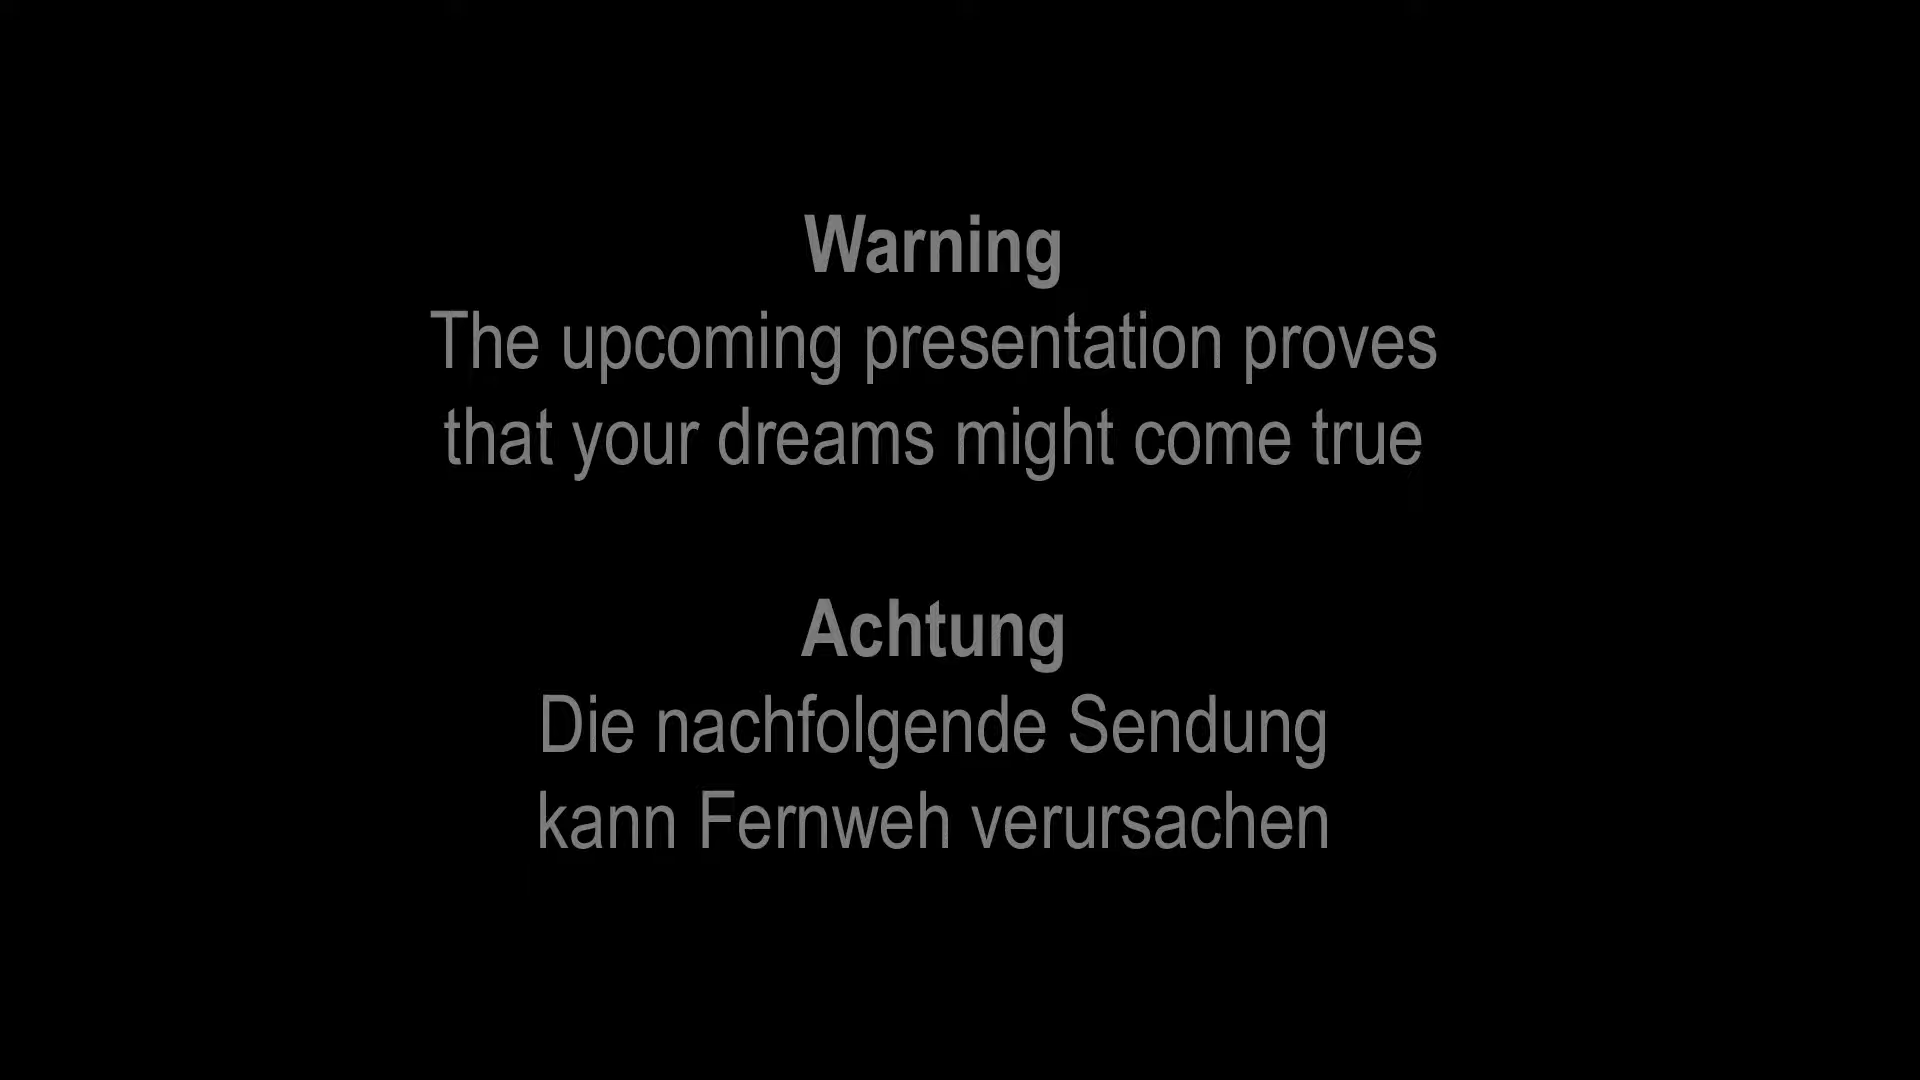 Warning
The upcoming presentation proves
that your dreams might come true
Achtung
Die nachfolgende Sendung
kann Fernweh verursachen